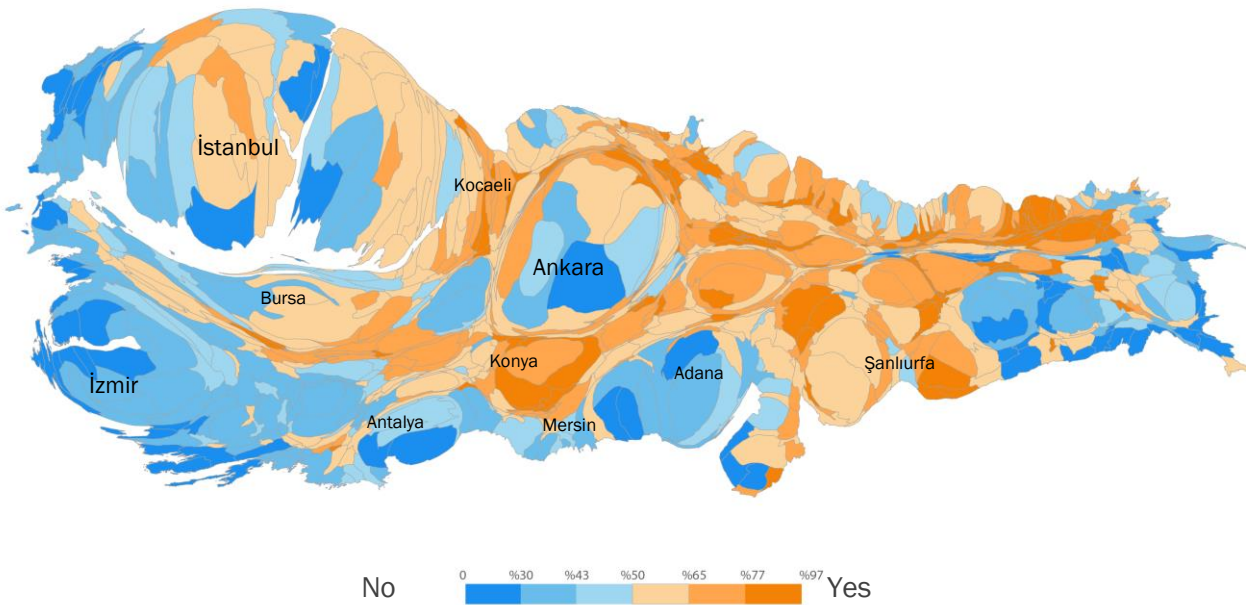 İstanbul
Kocaeli
Ankara
Bursa
Konya
Şanlıurfa
Adana
İzmir
Antalya
Mersin
0 %30 %43 %50 %65 %77 %97
No Yes